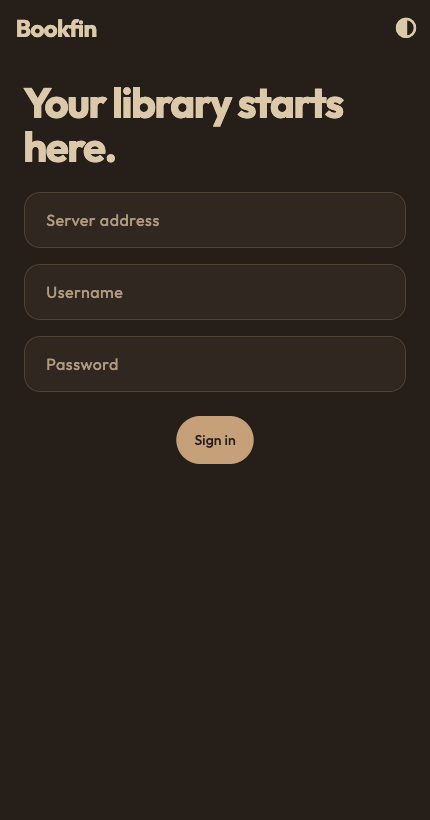 Bookfin
Your library starts
here.
Server address
Username
Password
Sign in